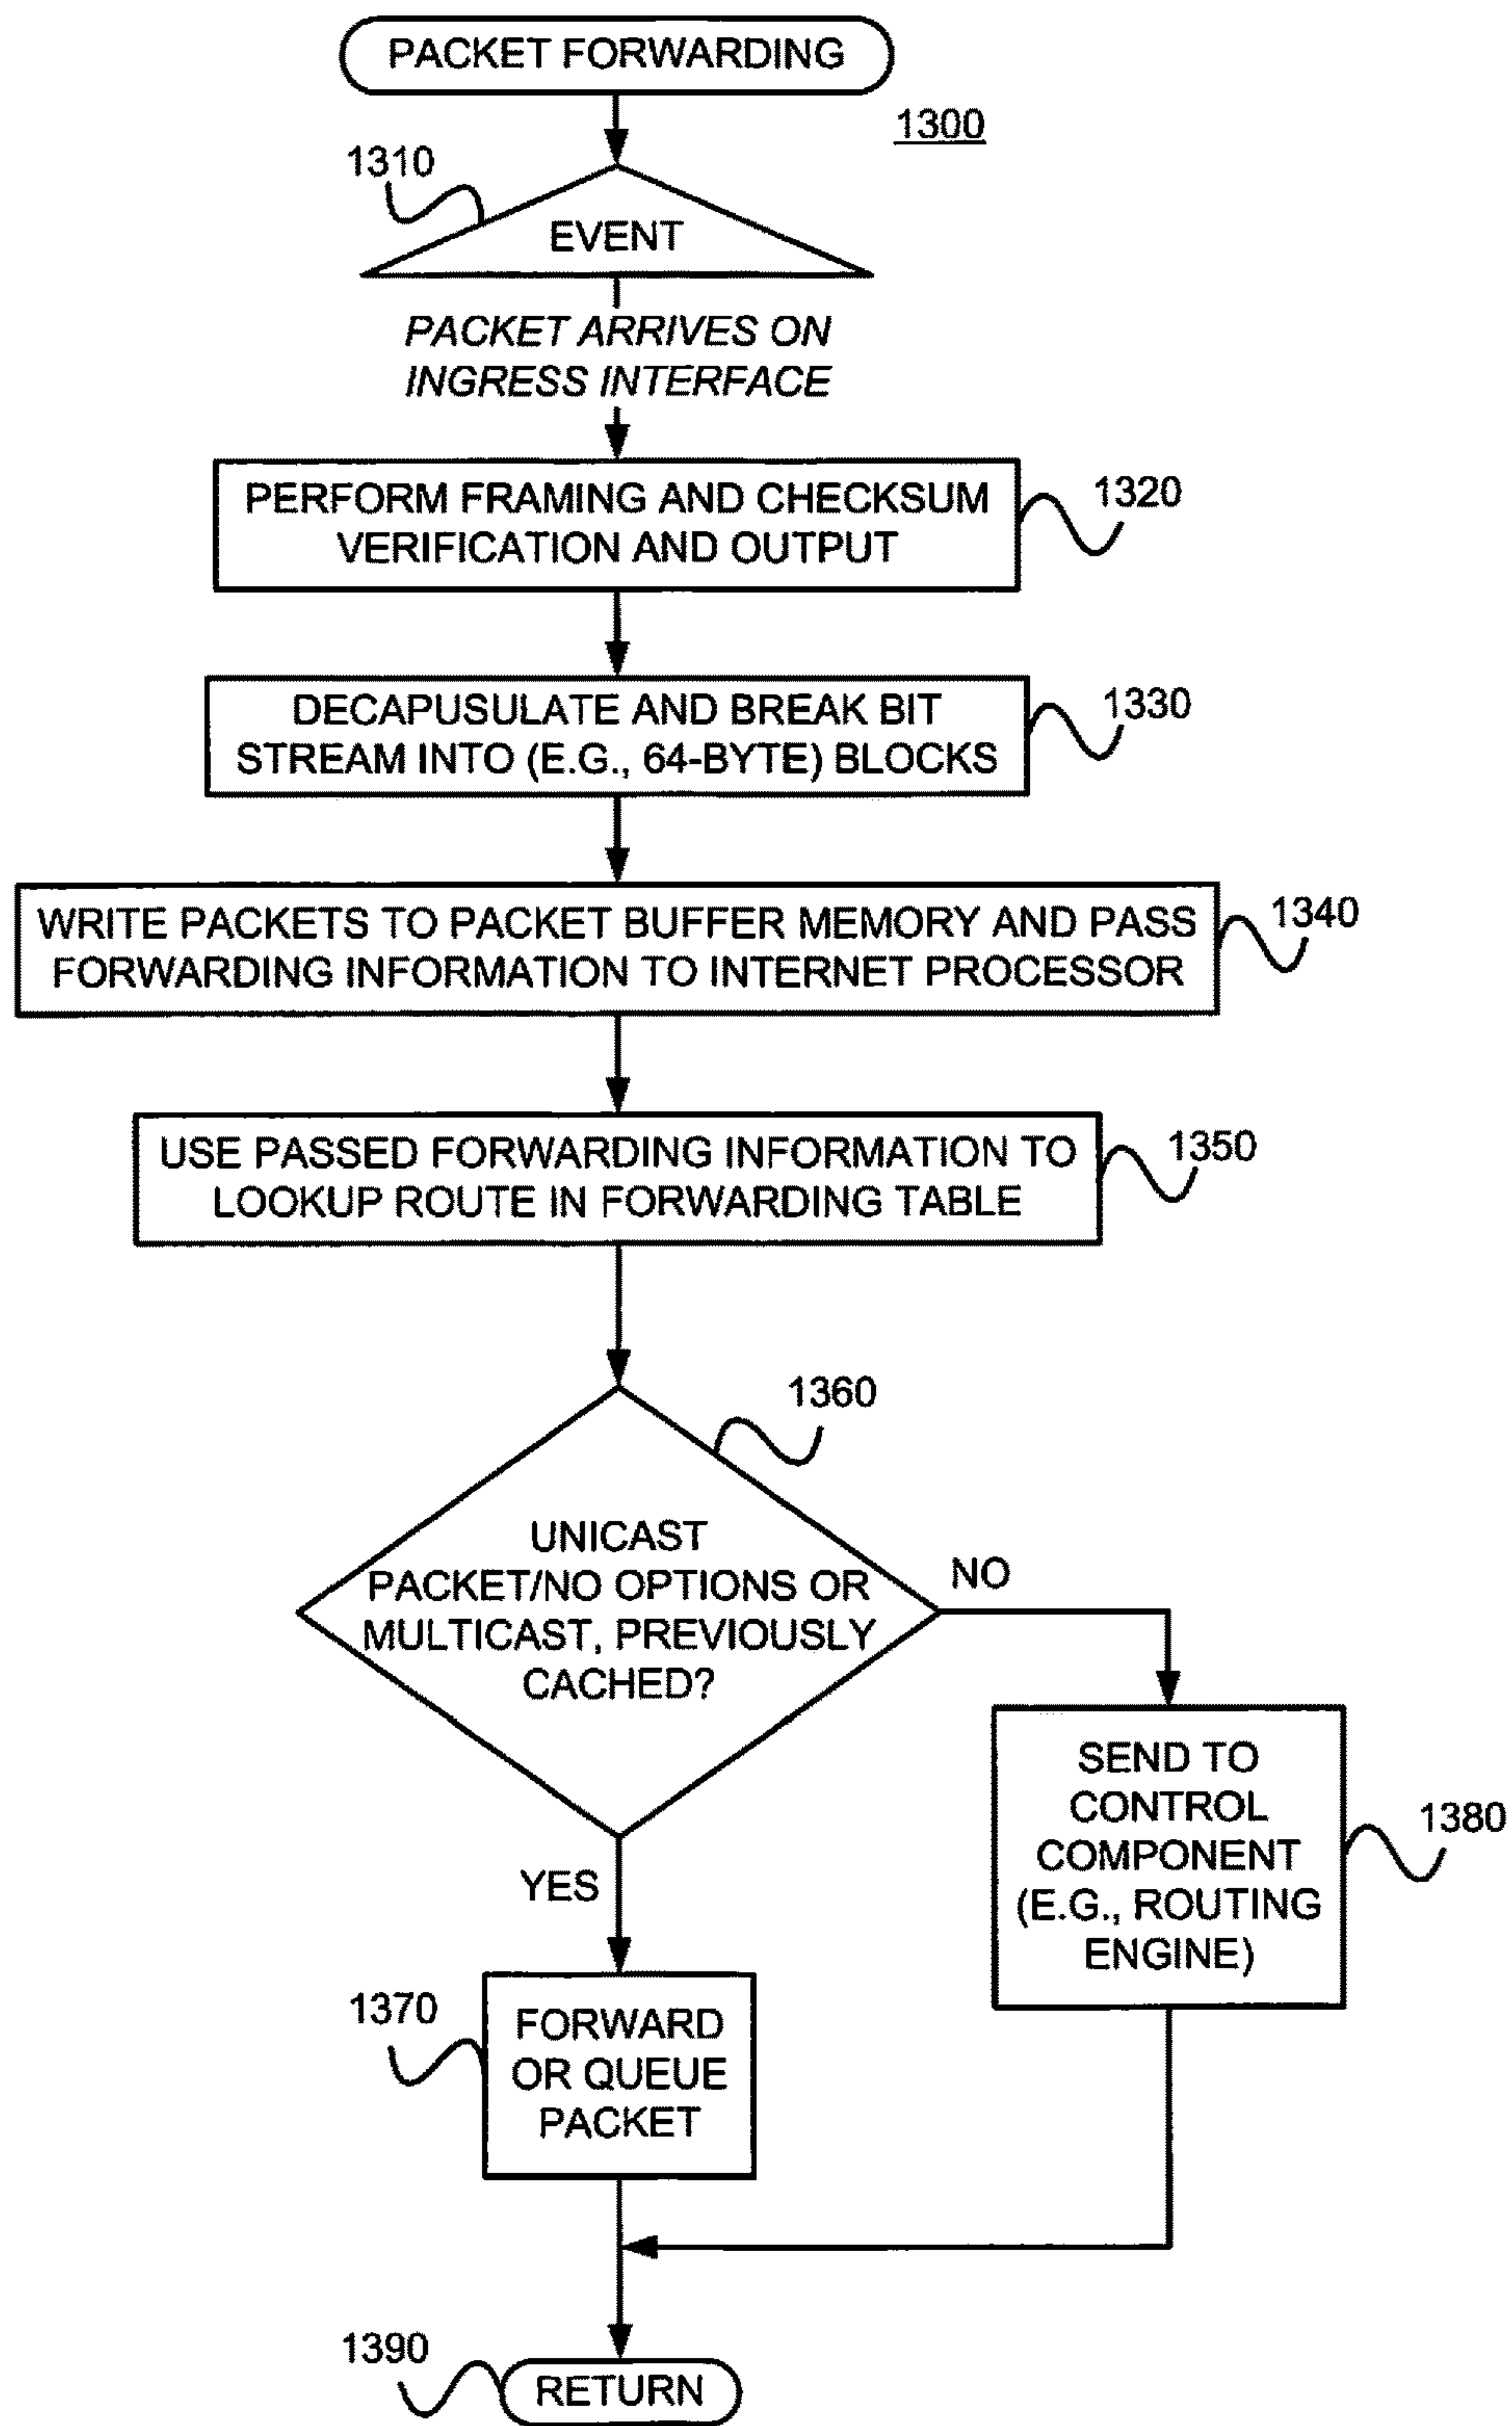 PACKET FORWARDING
1300
1310
EVENT
PACKET ARRIVES ON
INGRESS INTERFACE
PERFORM FRAMING AND CHECKSUM
VERIFICATION AND OUTPUT
1320
DECAPUSULATE AND BREAK BIT
STREAM INTO (E.G., 64-BYTE) BLOCKS
1330
WRITE PACKETS TO PACKET BUFFER MEMORY AND PASS
FORWARDING INFORMATION TO INTERNET PROCESSOR
1340
USE PASSED FORWARDING INFORMATION TO
LOOKUP ROUTE IN FORWARDING TABLE
1350
1360
UNICAST
PACKET/NO OPTIONS OR
MULTICAST, PREVIOUSLY
CACHED?
NO
SEND TO
CONTROL
COMPONENT
(E.G., ROUTING
ENGINE)
1380
YES
1370
FORWARD
OR QUEUE
PACKET
1390
RETURN